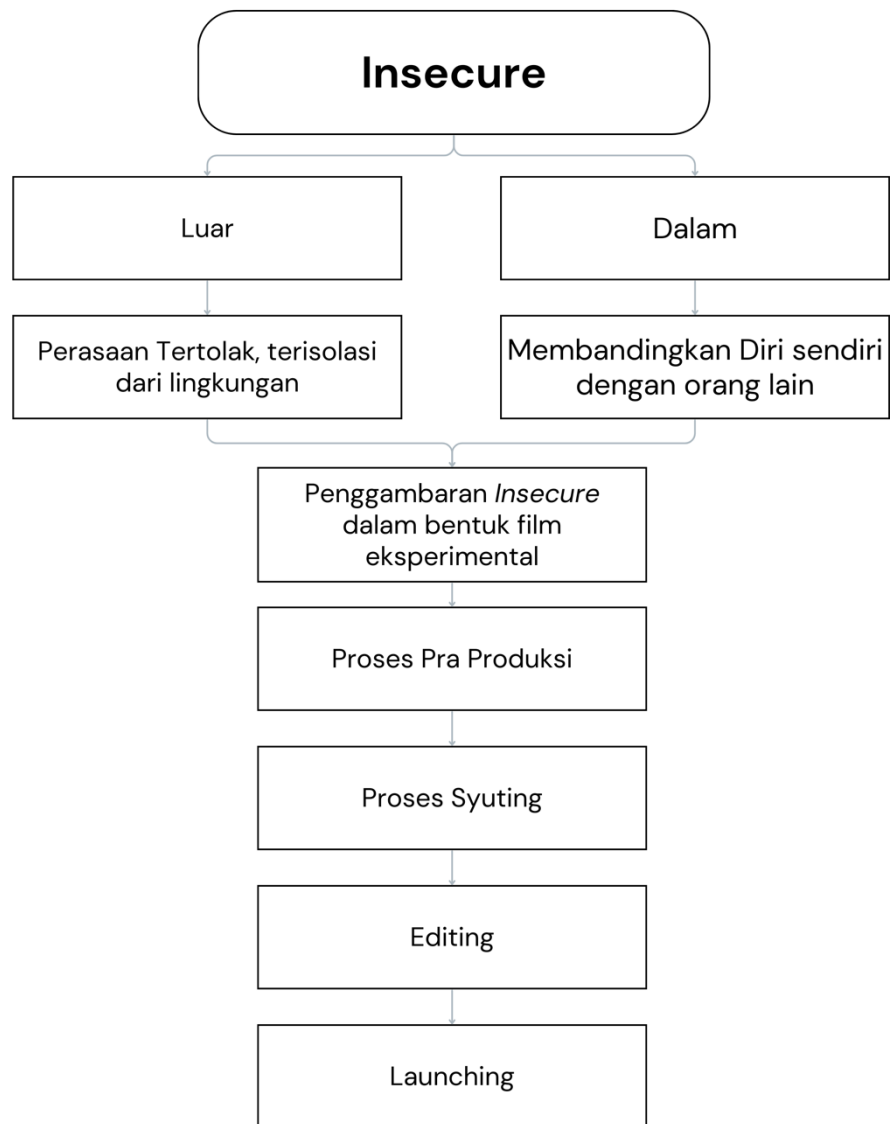 Insecure
Luar
Dalam
Perasaan Tertolak, terisolasi
dari lingkungan
Membandingkan Diri sendiri
dengan orang lain
Penggambaran Insecure
dalam bentuk film
eksperimental
Proses Pra Produksi
Proses Syuting
Editing
Launching